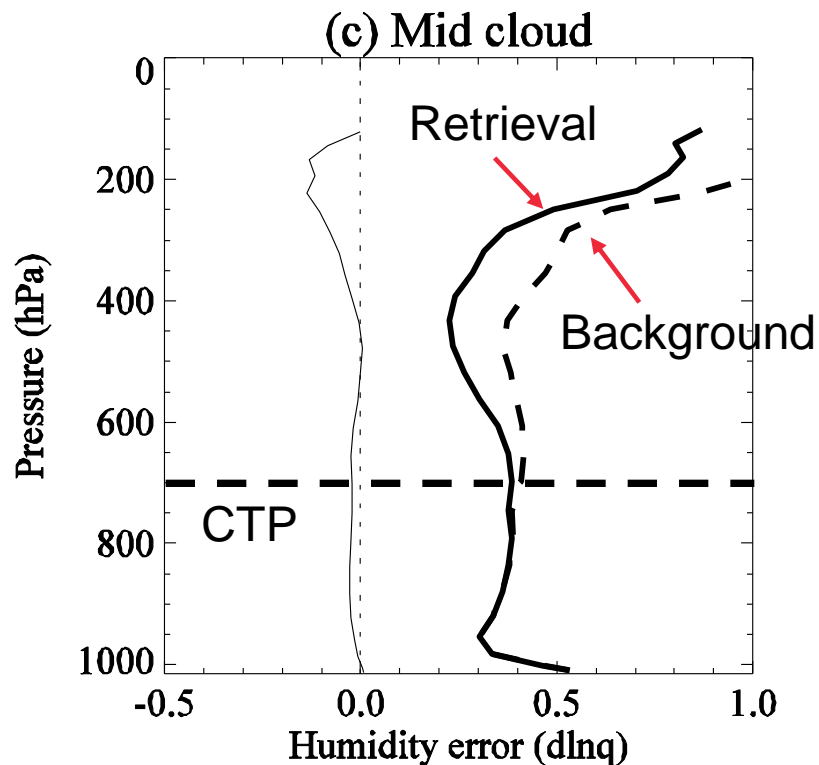 (c) Mid cloud
0
Retrieval
200
Background
400
Pressure (hPa)
600
CTP
800
1000
-0.5 0.0 0.5 1.0
Humidity error (dlnq)